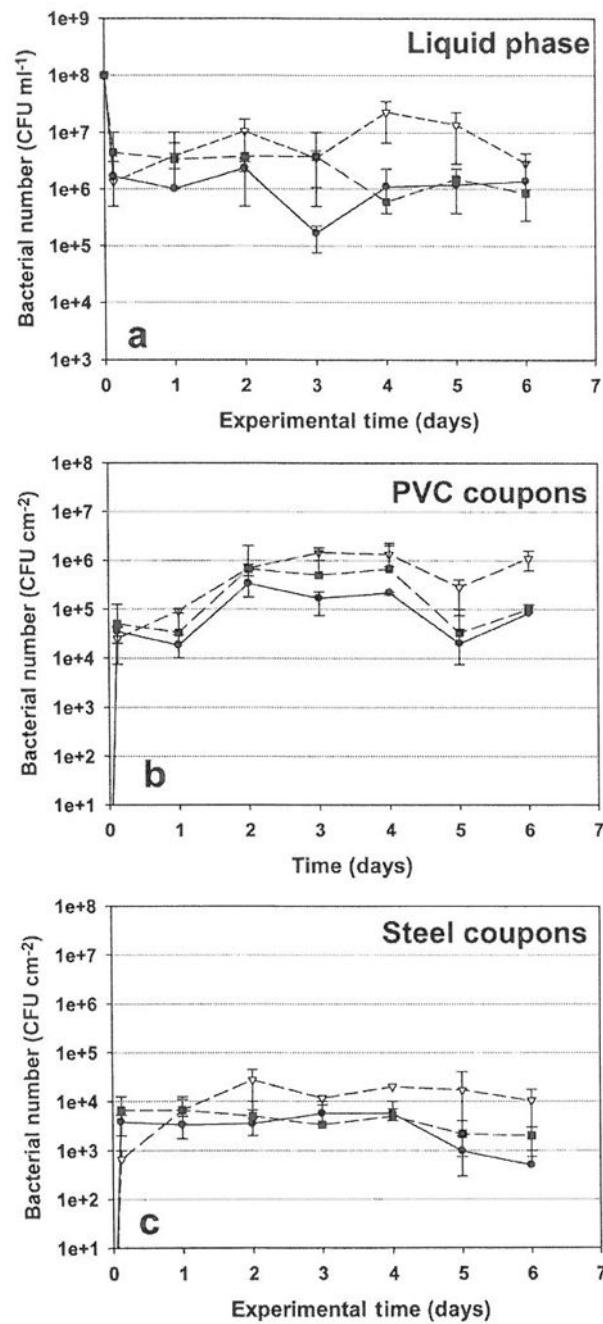 Liquid phase
Bacterial number (CFU ml-1)
1e+9
1e+8
1e+7
1e+6
1e+5
1e+4
1e+3
a
0 1 2 3 4 5 6 7
Experimental time (days)
PVC coupons
Bacterial number (CFU cm-2)
1e+8
1e+7
1e+6
1e+5
1e+4
1e+3
1e+2
1e+1
b
0 1 2 3 4 5 6 7
Time (days)
Steel coupons
Bacterial number (CFU cm-2)
1e+8
1e+7
1e+6
1e+5
1e+4
1e+3
1e+2
1e+1
c
0 1 2 3 4 5 6 7
Experimental time (days)